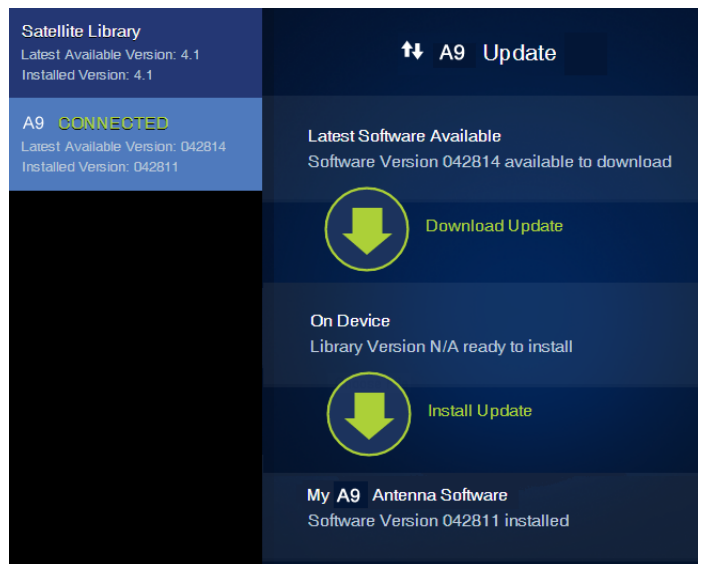 Satellite Library
Latest Available Version: 4.1
Installed Version: 4.1
A9 CONNECTED
Latest Available Version: 042814
Installed Version: 042811
A9 Update
Latest Software Available
Software Version 042814 available to download
Download Update
On Device
Library Version N/A ready to install
Install Update
My A9 Antenna Software
Software Version 042811 installed